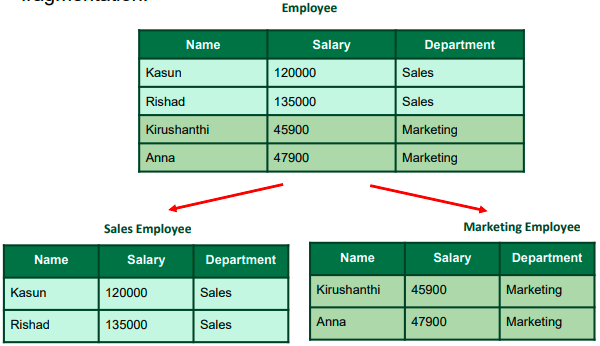 fragmentation.
Employee
Name Salary Department
Kasun 120000 Sales
Rishad 135000 Sales
Kirushanthi 45900 Marketing
Anna 47900 Marketing
Sales Employee
Name Salary Department
Kasun 120000 Sales
Rishad 135000 Sales
Marketing Employee
Name Salary Department
Kirushanthi 45900 Marketing
Anna 47900 Marketing